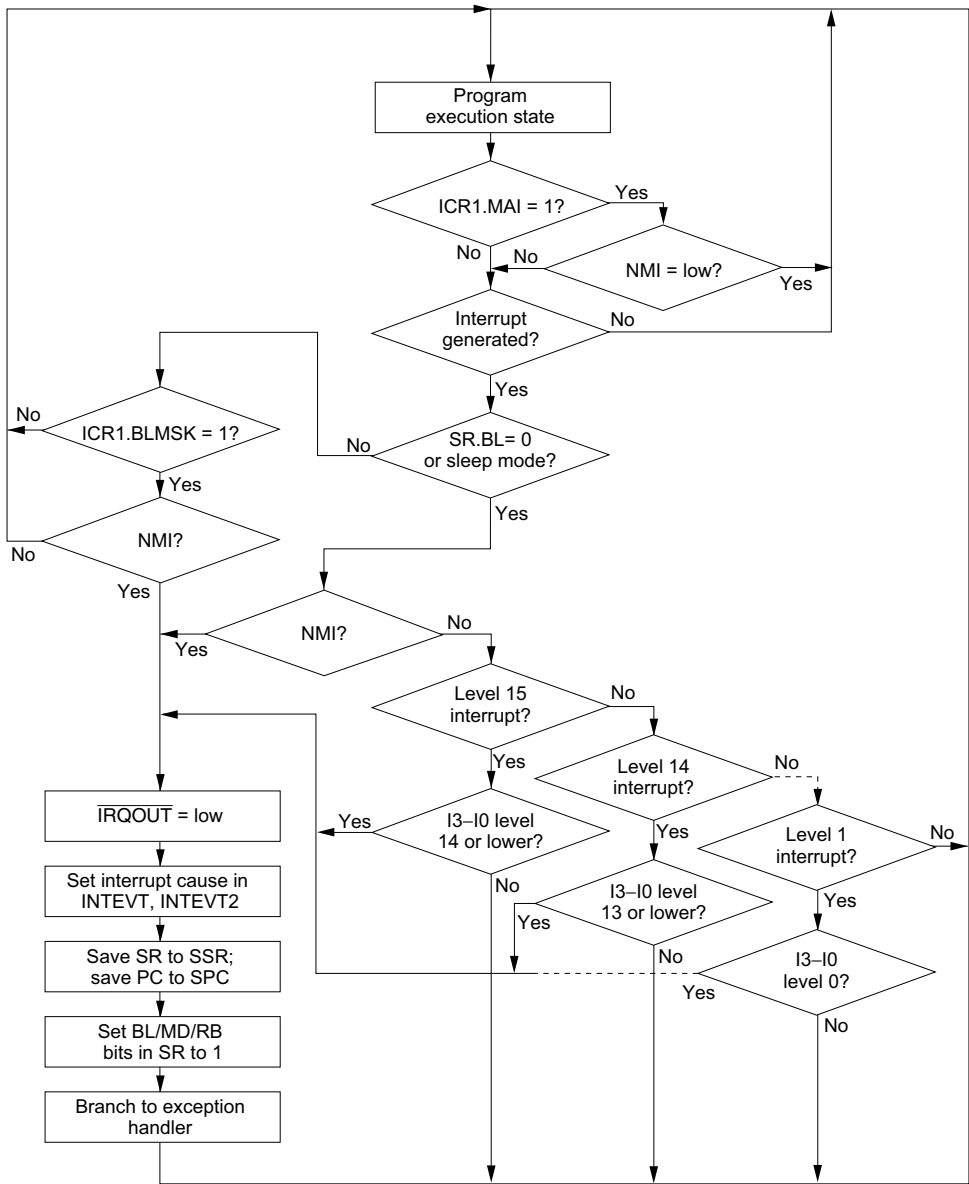 Program
execution state
ICR1.MAI = 1?
Yes
No
No
NMI = low?
Yes
Interrupt
generated?
No
Yes
No
ICR1.BLMSK = 1?
No
SR.BL= 0
or sleep mode?
Yes
Yes
NMI?
No
Yes
NMI?
No
Yes
Level 15
interrupt?
No
Yes
Level 14
interrupt?
No
IRQOUT = low
Yes
I3–I0 level
14 or lower?
Yes
Level 1
interrupt?
No
Set interrupt cause in
INTEVT, INTEVT2
No
I3–I0 level
13 or lower?
Yes
Yes
Save SR to SSR;
save PC to SPC
No
Yes
I3–I0
level 0?
Set BL/MD/RB
bits in SR to 1
No
Branch to exception
handler